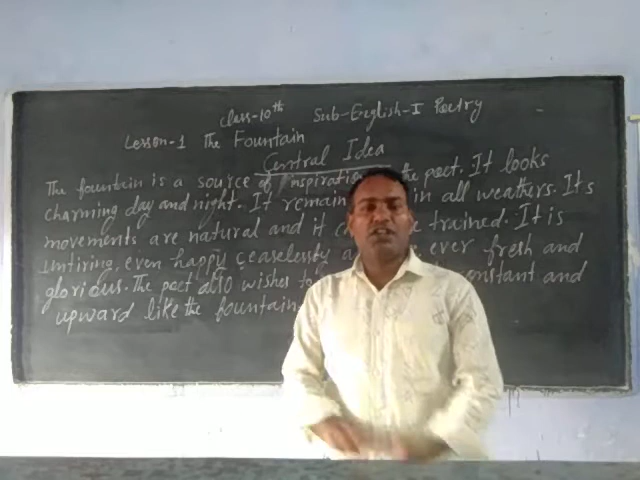 Class-10th Sub-English-I Poetry
Lesson-1 The Fountain
Central Idea
The fountain is a source of inspiration the poet. It looks
charming day and night. It remain in all weathers. Its
movements are natural and it trained. It is
untiring, even happy ceaselessly ever fresh and
glorious. The poet also wishes to constant and
upward like the fountain.